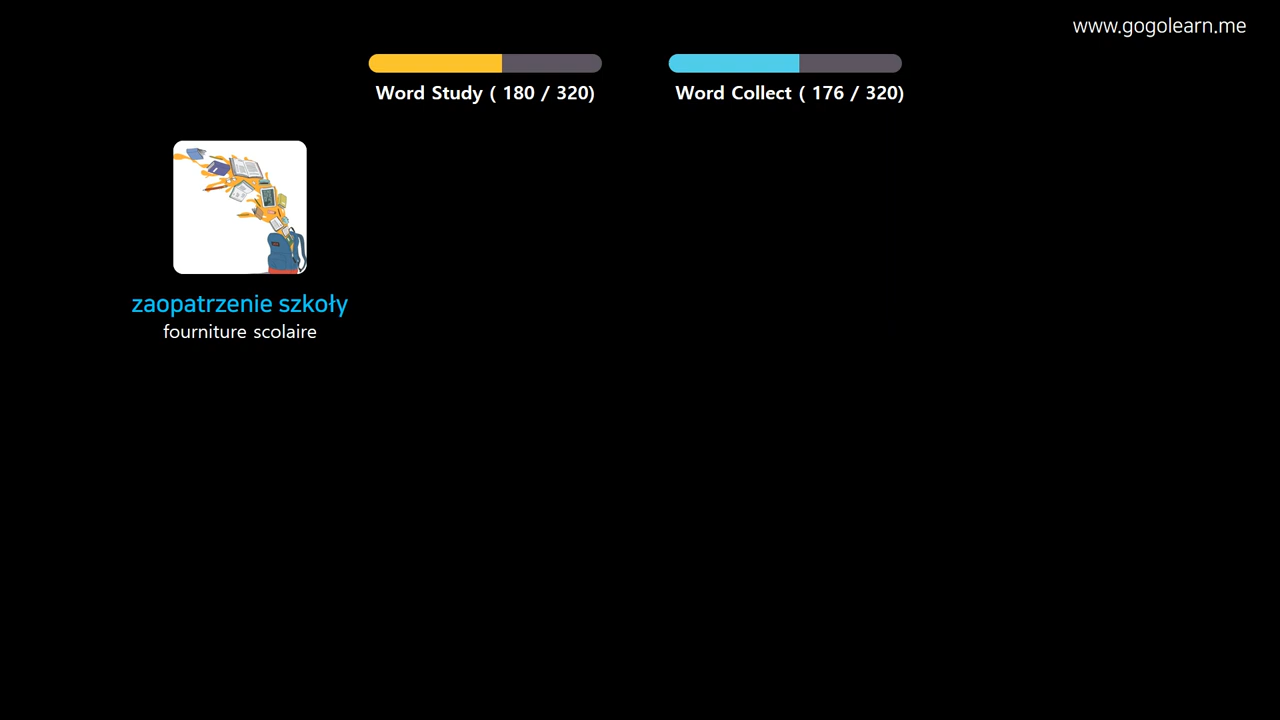 www.gogolearn.me
Word Study ( 180 / 320)
Word Collect ( 176 / 320)
zaopatrzenie szkoły
fourniture scolaire